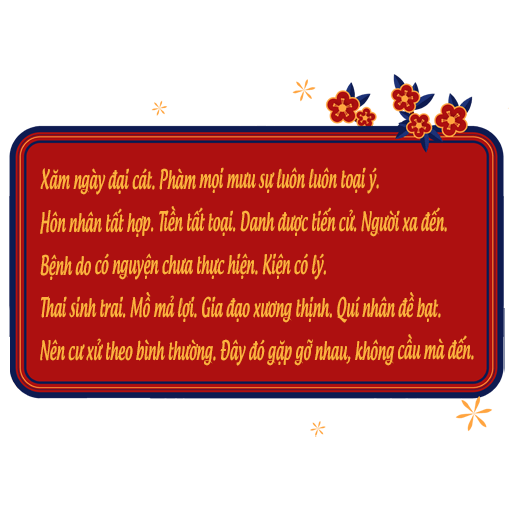 Xăm ngày đại cát. Phàm mọi mưu sự luôn luôn toại ý.
Hôn nhân tất hợp. Tiền tất toại. Danh được tiến cử. Người xa đến.
Bệnh do có nguyện chưa thực hiện. Kiện có lý.
Thai sinh trai. Mồ mả lợi. Gia đạo xương thịnh. Quí nhân đề bạt.
Nên cư xử theo bình thường. Đây đó gặp gỡ nhau, không cầu mà đến.